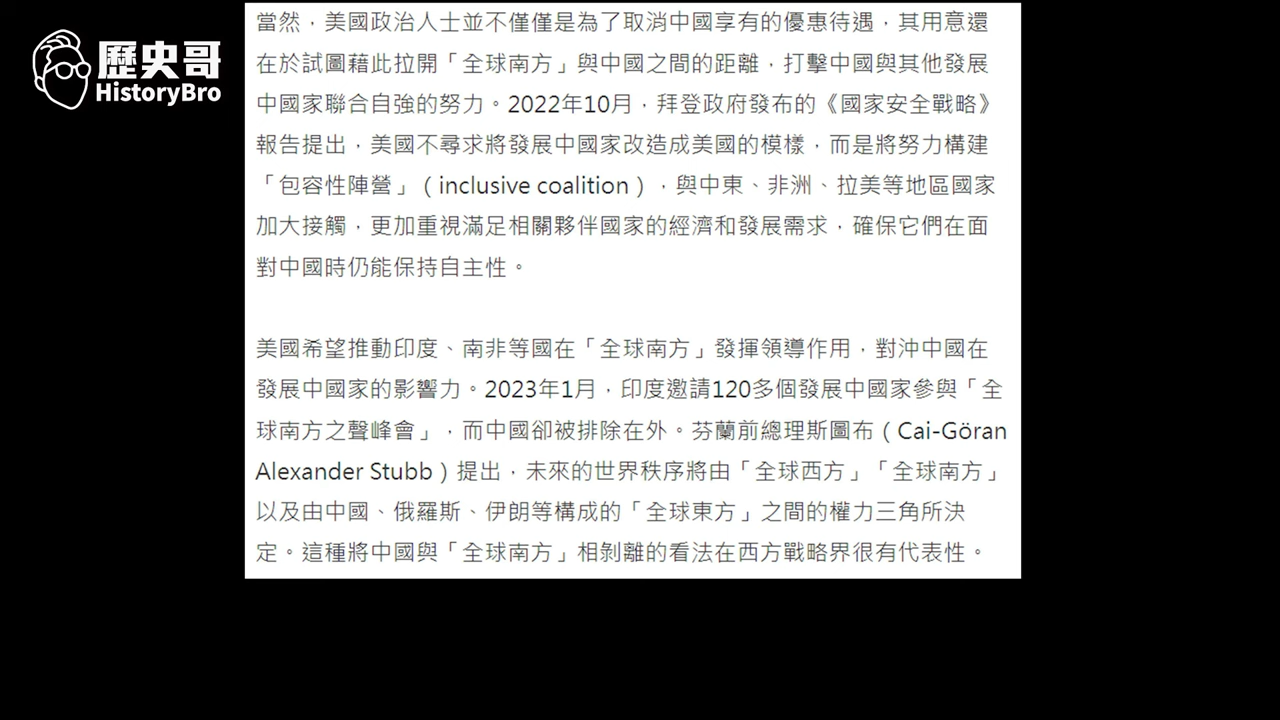 歷史哥
HistoryBro
當然，美國政治人士並不僅僅是為了取消中國享有的優惠待遇，其用意還
在於試圖藉此拉開「全球南方」與中國之間的距離，打擊中國與其他發展
中國家聯合自強的努力。2022年10月，拜登政府發布的《國家安全戰略》
報告提出，美國不尋求將發展中國家改造成美國的模樣，而是將努力構建
「包容性陣營」（inclusive coalition），與中東、非洲、拉美等地區國家
加大接觸，更加重視滿足相關夥伴國家的經濟和發展需求，確保它們在面
對中國時仍能保持自主性。
美國希望推動印度、南非等國在「全球南方」發揮領導作用，對沖中國在
發展中國家的影響力。2023年1月，印度邀請120多個發展中國家參與「全
球南方之聲峰會」，而中國卻被排除在外。芬蘭前總理斯圖布（Cai-Göran
Alexander Stubb）提出，未來的世界秩序將由「全球西方」「全球南方」
以及由中國、俄羅斯、伊朗等構成的「全球東方」之間的權力三角所決
定。這種將中國與「全球南方」相剝離的看法在西方戰略界很有代表性。